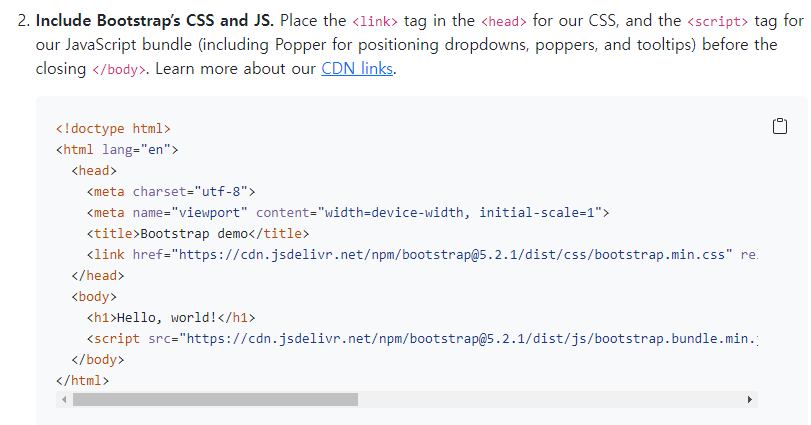 2. Include Bootstrap's CSS and JS. Place the <link> tag in the <head> for our CSS, and the <script> tag for
our JavaScript bundle (including Popper for positioning dropdowns, poppers, and tooltips) before the
closing </body>. Learn more about our CDN links.
<!doctype html>
<html lang="en">
  <head>
    <meta charset="utf-8">
    <meta name="viewport" content="width=device-width, initial-scale=1">
    <title>Bootstrap demo</title>
    <link href="https://cdn.jsdelivr.net/npm/bootstrap@5.2.1/dist/css/bootstrap.min.css" re
  </head>
  <body>
    <h1>Hello, world!</h1>
    <script src="https://cdn.jsdelivr.net/npm/bootstrap@5.2.1/dist/js/bootstrap.bundle.min.
  </body>
</html>